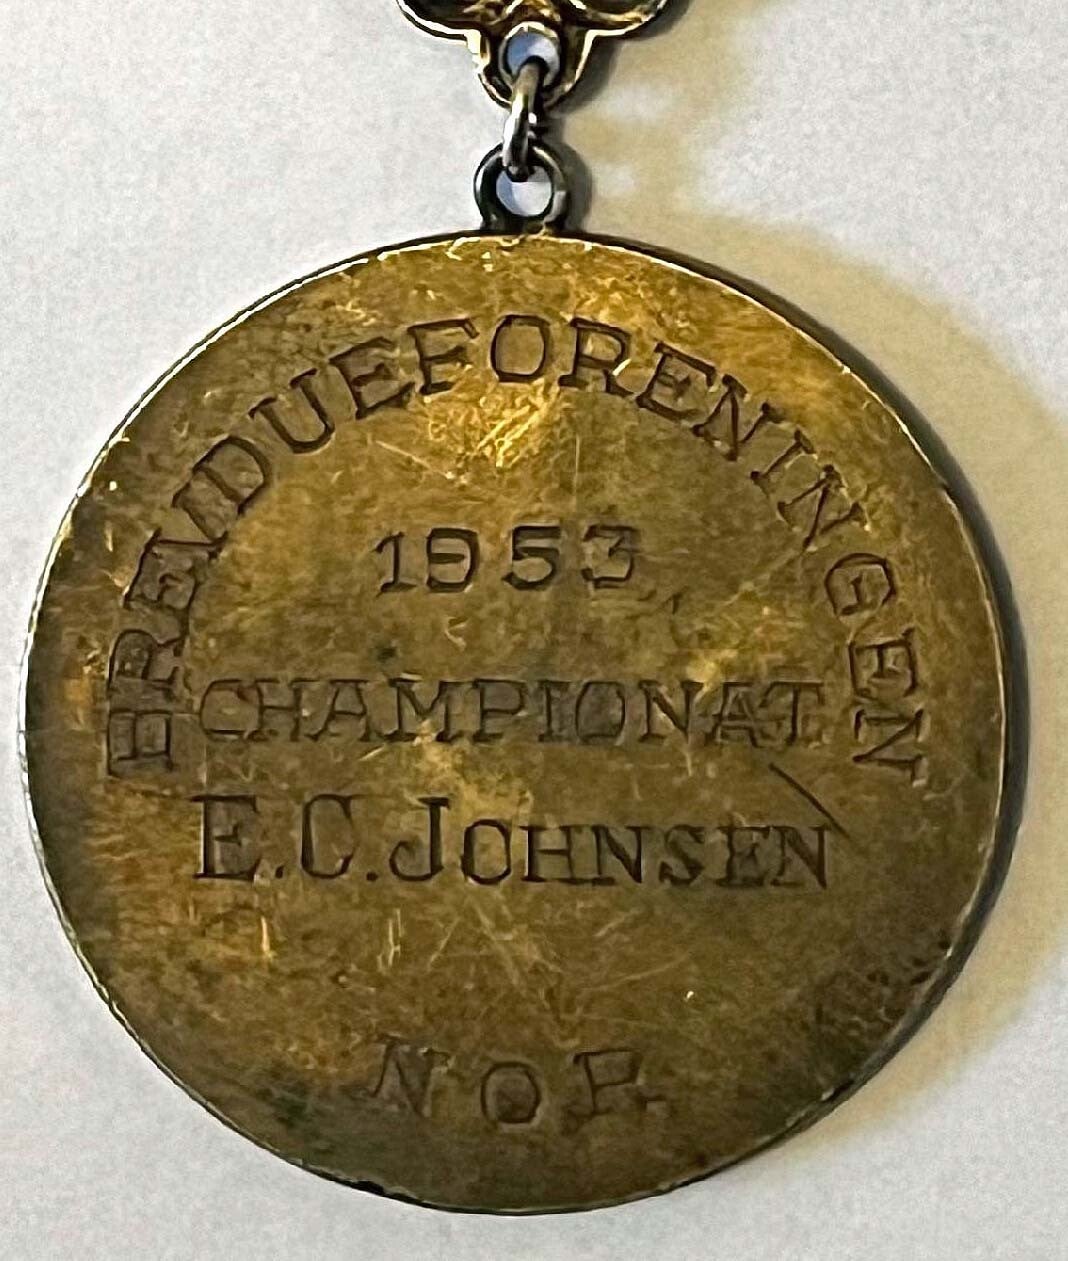 BREVDUEFORENINGEN
1953
CHAMPIONAT
E.C. JOHNSEN
N O P.